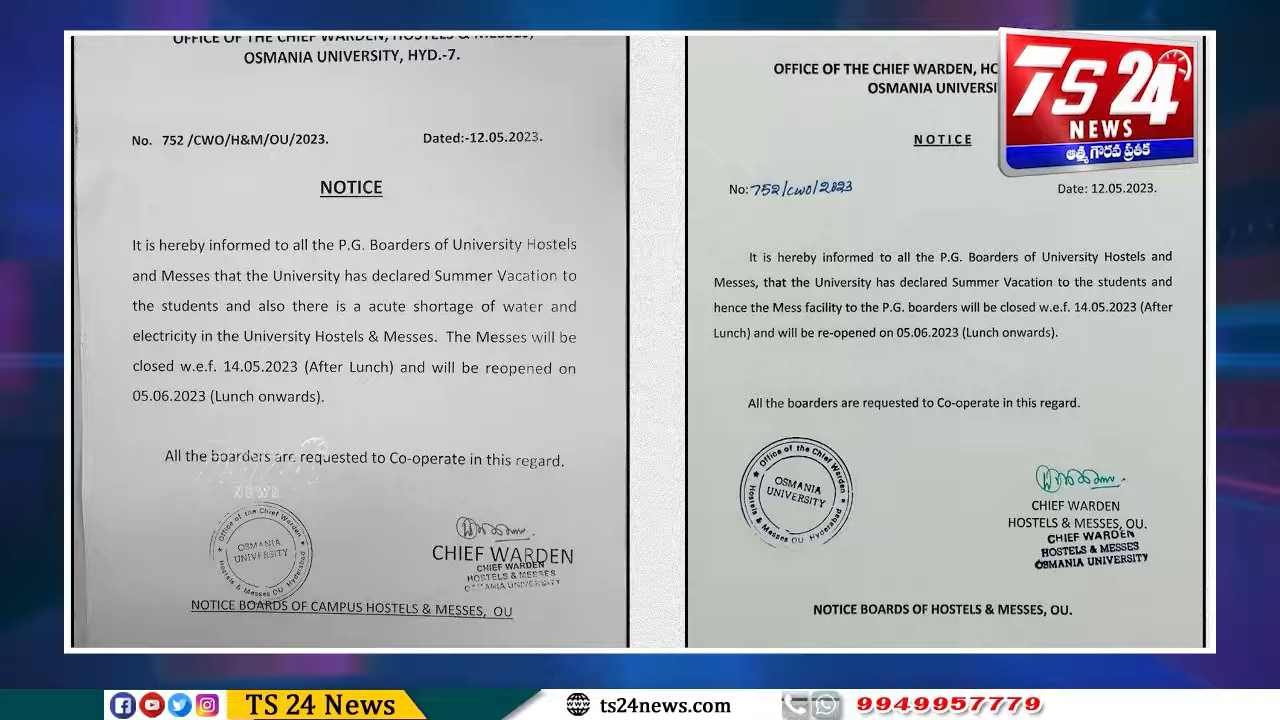 OFFICE OF THE CHIEF WARDEN, HOSTELS & MESSES,
OSMANIA UNIVERSITY, HYD.-7.
No. 752 /CWO/H&M/OU/2023.
Dated:-12.05.2023.
NOTICE
It is hereby informed to all the P.G. Boarders of University Hostels
and Messes that the University has declared Summer Vacation to
the students and also there is a acute shortage of water and
electricity in the University Hostels & Messes. The Messes will be
closed w.e.f. 14.05.2023 (After Lunch) and will be reopened on
05.06.2023 (Lunch onwards).
All the boarders are requested to Co-operate in this regard.
NEWS
Office of the Chief Warden
OSMANIA
UNIVERSITY
Hostels & Messes OU Hyderabad
CHIEF WARDEN
CHIEF WARDEN
HOSTELS & MESSES
OSMANIA UNIVERSITY
NOTICE BOARDS OF CAMPUS HOSTELS & MESSES, OU
OFFICE OF THE CHIEF WARDEN,
OSMANIA
NOTICE
No: 752/CWO/2023
Date: 12.05.2023.
It is hereby informed to all the P.G. Boarders of University Hostels and
Messes, that the University has declared Summer Vacation to the students and
hence the Mess facility to the P.G. boarders will be closed w.e.f. 14.05.2023 (After
Lunch) and will be re-opened on 05.06.2023 (Lunch onwards).
All the boarders are requested to Co-operate in this regard.
Office of the Chief Warden
OSMANIA
UNIVERSITY
Hostels & Messes OU Hyderabad
CHIEF WARDEN
HOSTELS & MESSES, OU.
CHIEF WARDEN
HOSTELS & MESSES
OSMANIA UNIVERSITY
NOTICE BOARDS OF HOSTELS & MESSES, OU.
TS 24
NEWS
ఆత్మ గౌరవ ప్రతీక
TS 24 News
ts24news.com
9949957779